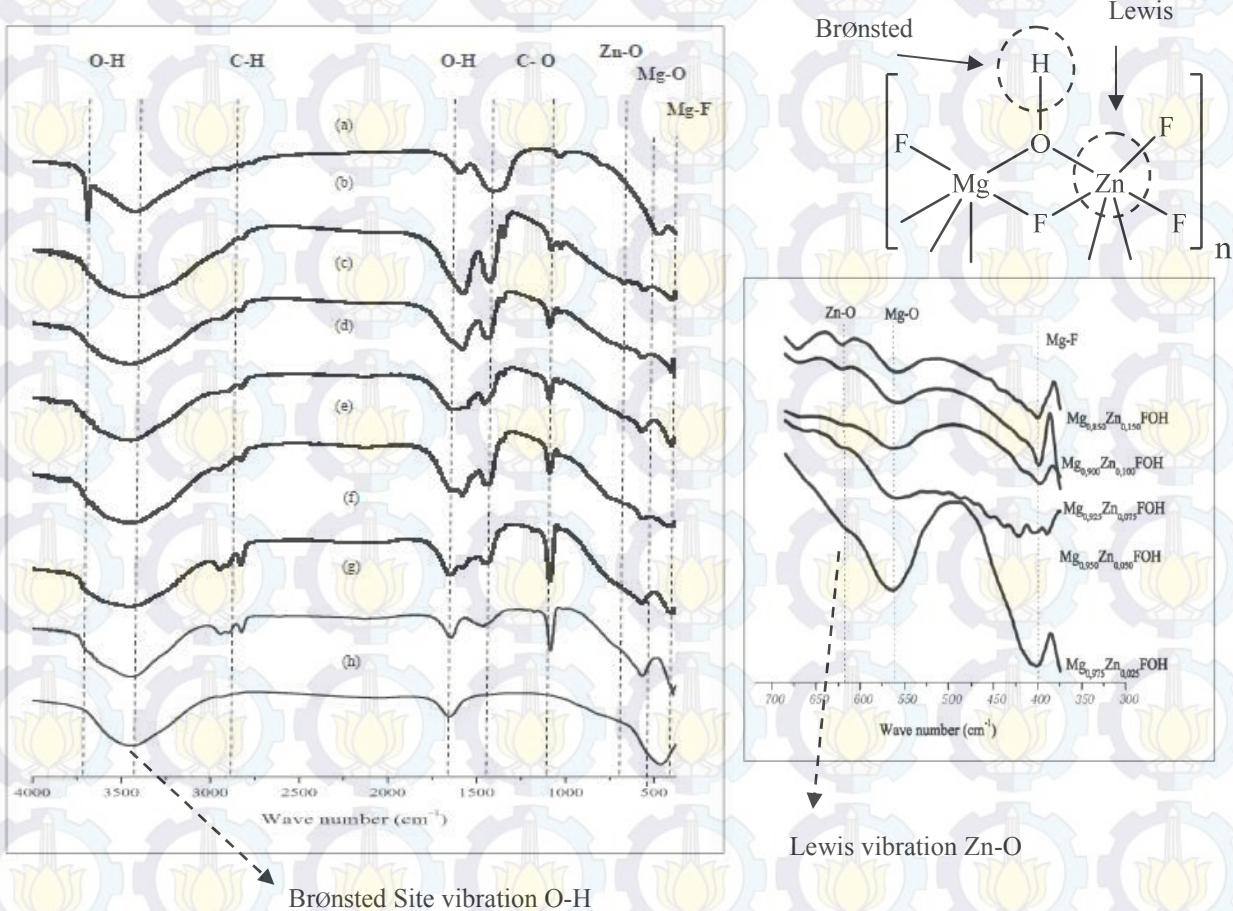 O-H
C-H
O-H
C- O
Zn-O
Mg-O
Mg-F
(a)
(b)
(c)
(d)
(e)
(f)
(g)
(h)
4000 3500 3000 2500 2000 1500 1000 500
Wave number (cm⁻¹)
BrØnsted Site vibration O-H
BrØnsted
Lewis
H
F
O
F
Mg
Zn
F
F
n
Zn-O
Mg-O
Mg-F
Mg0,850Zn0,150FOH
Mg0,900Zn0,100FOH
Mg0,925Zn0,075FOH
Mg0,950Zn0,050FOH
Mg0,975Zn0,025FOH
700 650 600 550 500 450 400 350 300
Wave number (cm⁻¹)
Lewis vibration Zn-O